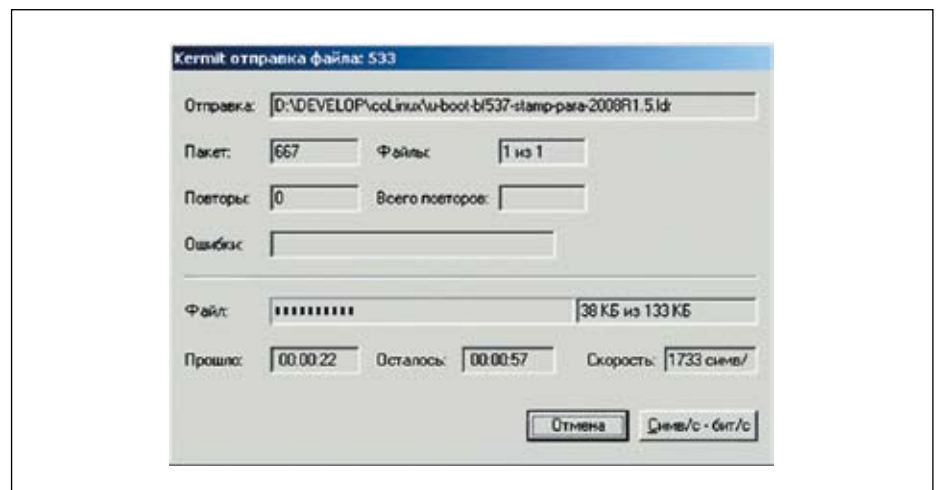 Kermit отправка файла: 533
Отправка: D:\DEVELOP\coLinux\u-boot-bf537-stamp-para-2008R1.5.ldr
Пакет: 667 Файлы: 1 из 1
Повторы: 0 Всего повторов:
Ошибки:
Файл: 38 КБ из 133 КБ
Прошло: 00:00:22 Осталось: 00:00:57 Скорость: 1733 симв/
Отмена Симв/с - бит/с